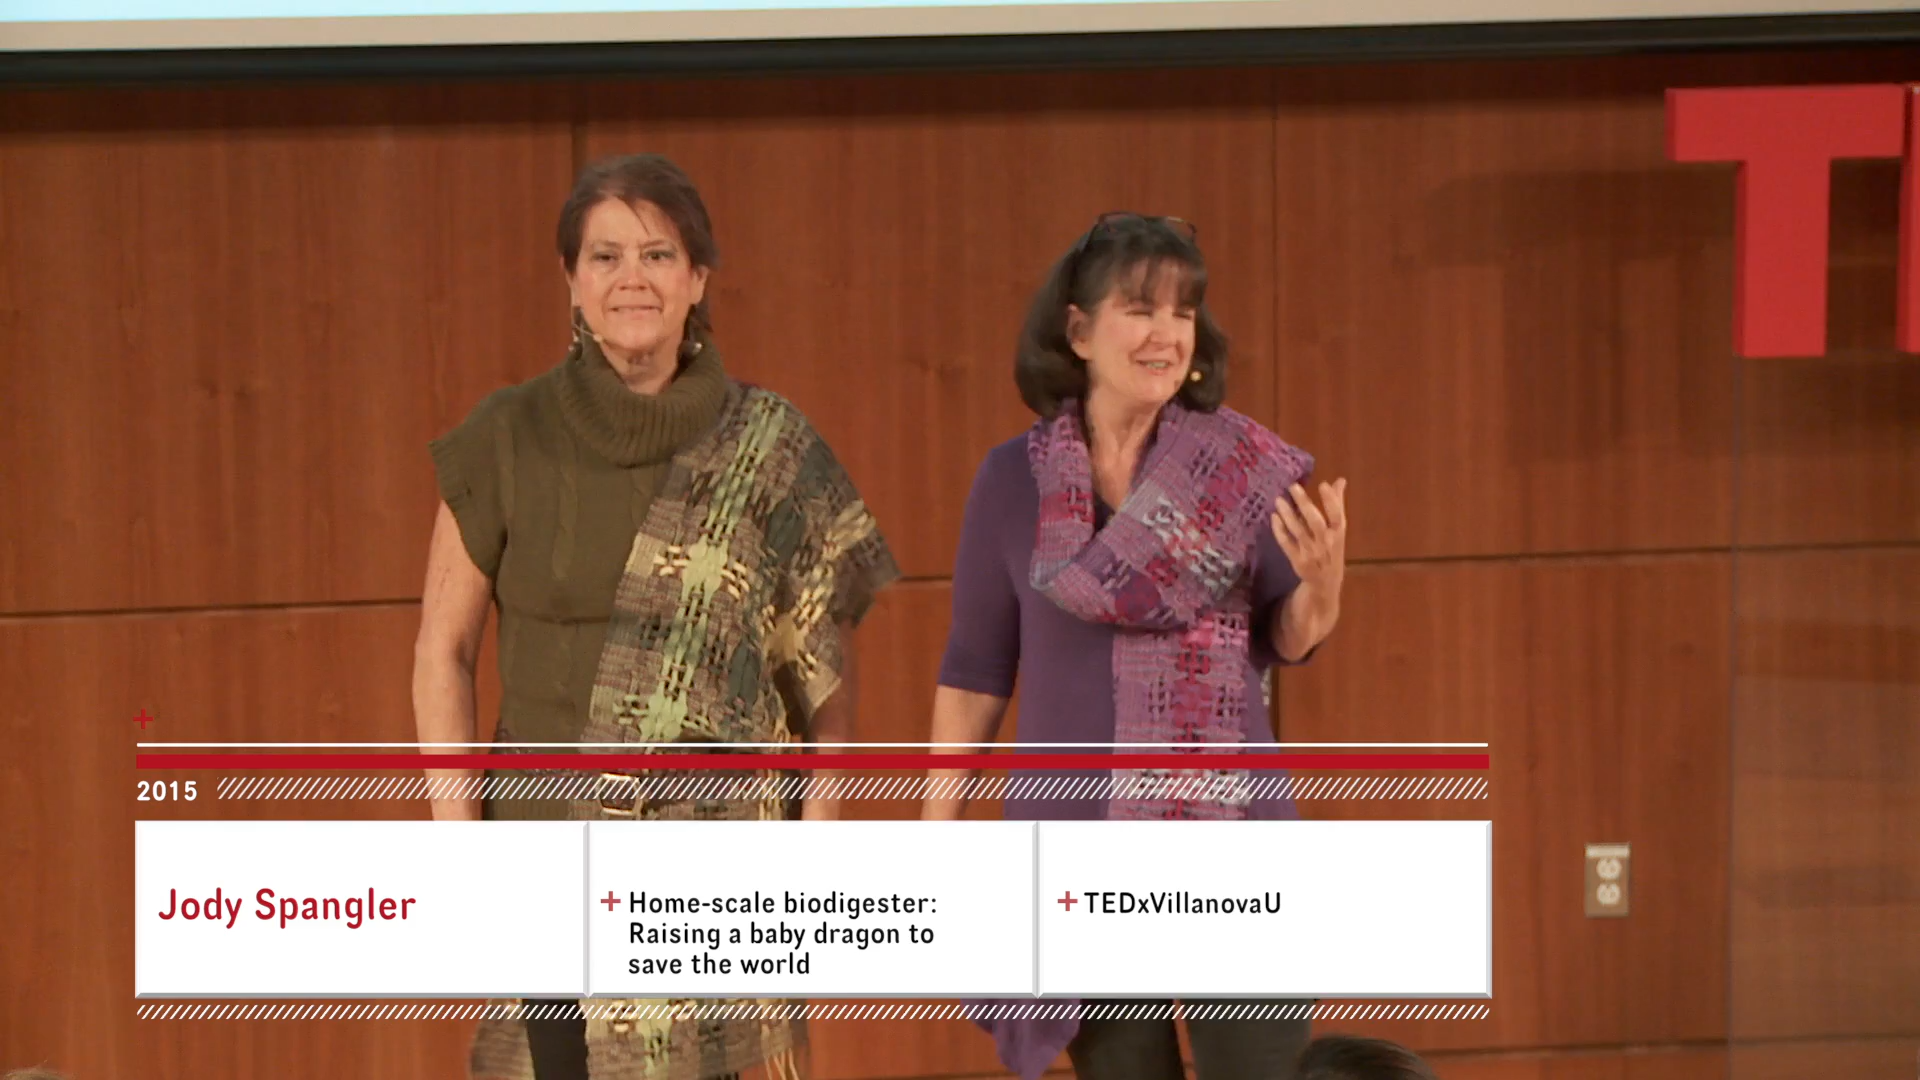 T
2015
Jody Spangler
+ Home-scale biodigester:
Raising a baby dragon to
save the world
+ TEDxVillanovaU